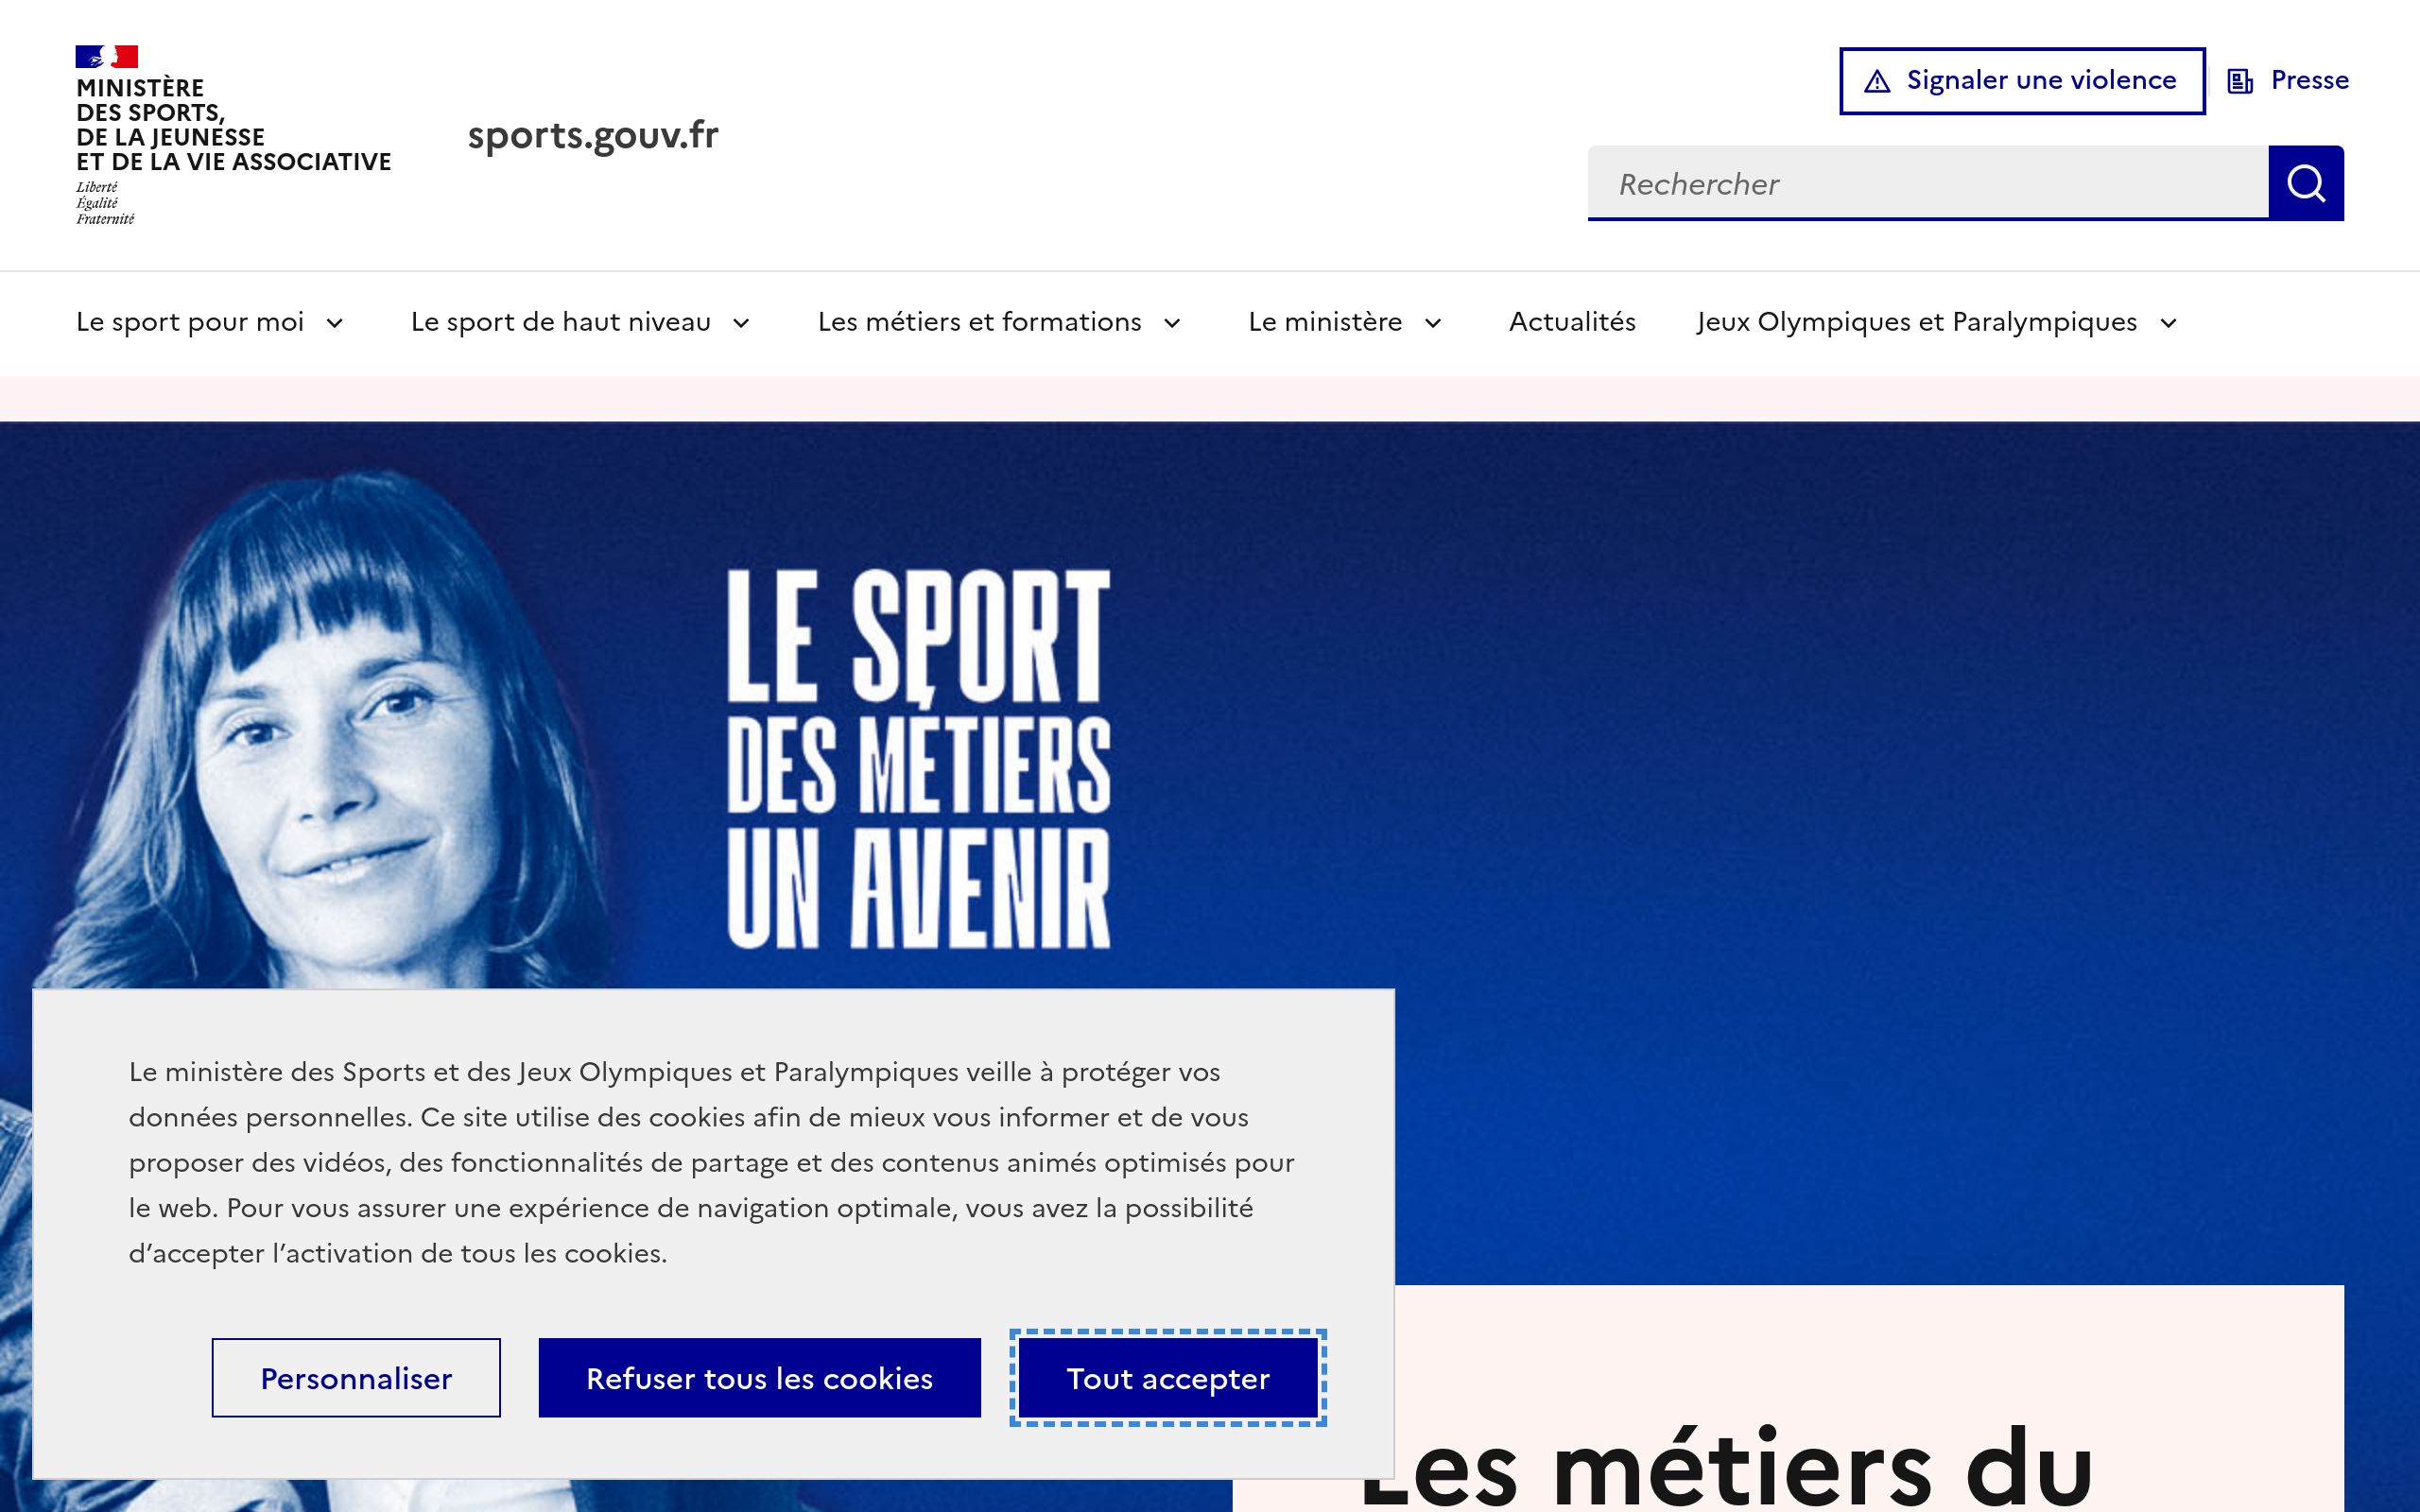 MINISTÈRE
DES SPORTS,
DE LA JEUNESSE
ET DE LA VIE ASSOCIATIVE
Liberté
Égalité
Fraternité
sports.gouv.fr
Signaler une violence
Presse
Rechercher
Le sport pour moi
Le sport de haut niveau
Les métiers et formations
Le ministère
Actualités
Jeux Olympiques et Paralympiques
LE SPORT
DES MÉTIERS
UN AVENIR
Le ministère des Sports et des Jeux Olympiques et Paralympiques veille à protéger vos
données personnelles. Ce site utilise des cookies afin de mieux vous informer et de vous
proposer des vidéos, des fonctionnalités de partage et des contenus animés optimisés pour
le web. Pour vous assurer une expérience de navigation optimale, vous avez la possibilité
d’accepter l’activation de tous les cookies.
Personnaliser
Refuser tous les cookies
Tout accepter
Les métiers du